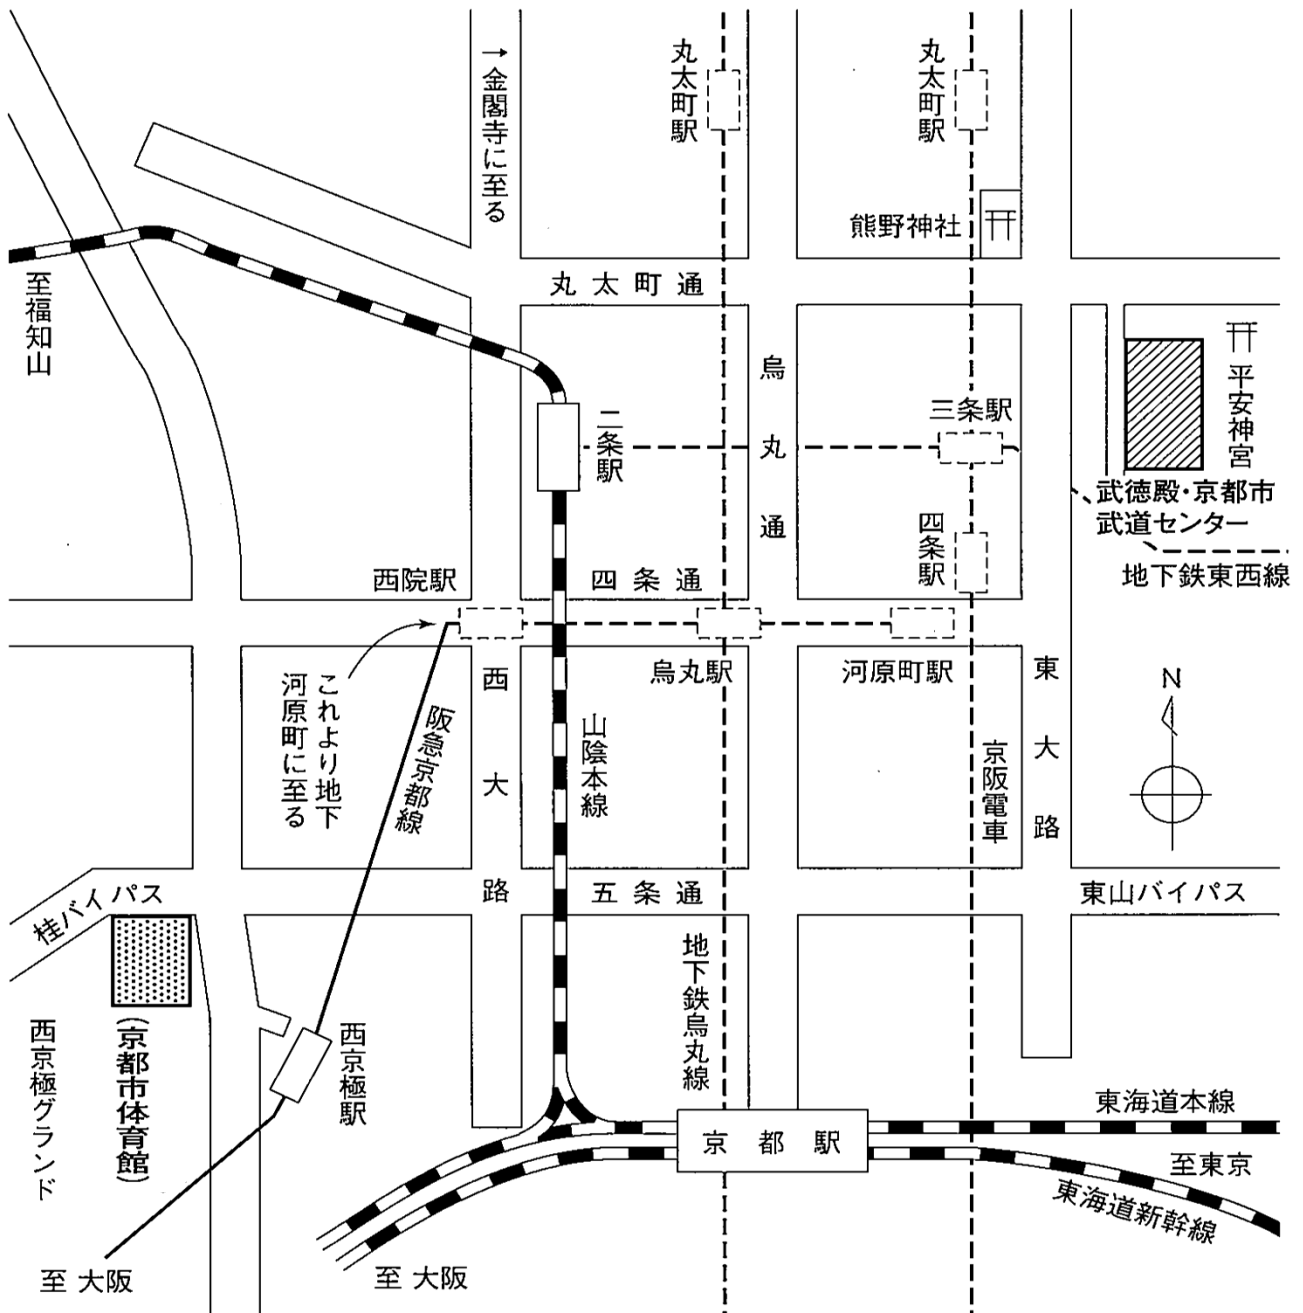 →金閣寺に至る
丸太町駅
丸太町駅
熊野神社
至福知山
丸太町通
烏丸通
二条駅
三条駅
平安神宮
武徳殿・京都市
武道センター
四条駅
地下鉄東西線
西院駅
四条通
烏丸駅
河原町駅
これより地下
河原町に至る
阪急京都線
西大路
山陰本線
京阪電車
東大路
N
桂バイパス
五条通
東山バイパス
地下鉄烏丸線
西京極グランド
(京都市体育館)
西京極駅
京都駅
東海道本線
至東京
東海道新幹線
至 大阪
至 大阪